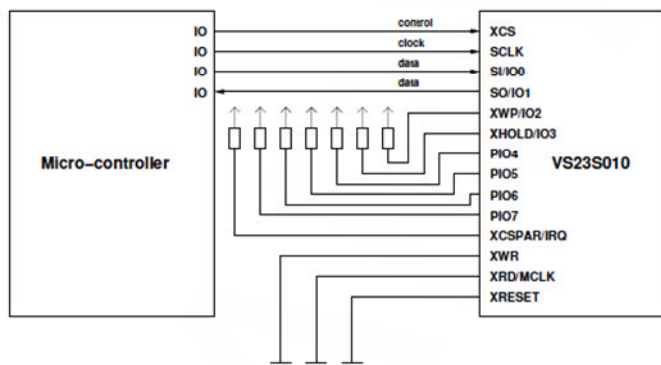 control
IO
XCS
clock
IO
SCLK
data
IO
SI/IO0
data
IO
SO/IO1
XWP/IO2
XHOLD/IO3
PIO4
Micro-controller
VS23S010
PIO5
PIO6
PIO7
XCSPAR/IRQ
XWR
XRD/MCLK
XRESET